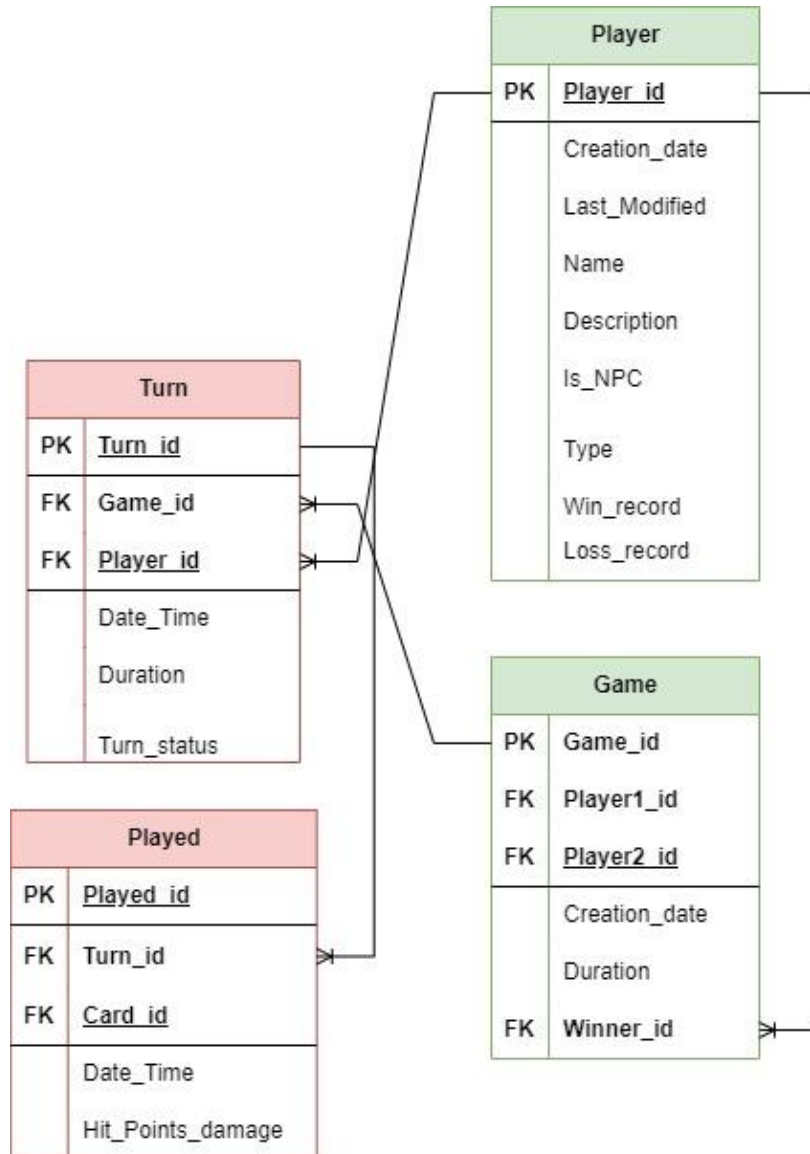 Player
PK Player_id
Creation_date
Last_Modified
Name
Description
Is_NPC
Type
Win_record
Loss_record
Turn
PK Turn_id
FK Game_id
FK Player_id
Date_Time
Duration
Turn_status
Game
PK Game_id
FK Player1_id
FK Player2_id
Creation_date
Duration
FK Winner_id
Played
PK Played_id
FK Turn_id
FK Card_id
Date_Time
Hit_Points_damage